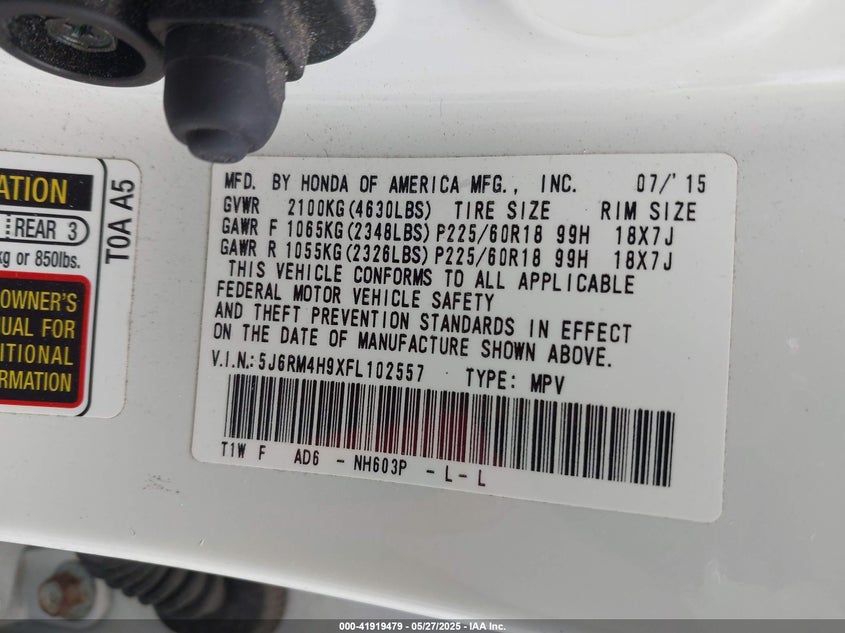 ATION
REAR 3
kg or 850lbs.
OWNER'S
UAL FOR
ITIONAL
RMATION
T0A A5
MFD. BY HONDA OF AMERICA MFG., INC. 07/'15
GVWR 2100KG(4630LBS) TIRE SIZE RIM SIZE
GAWR F 1065KG(2348LBS) P225/60R18 99H 18X7J
GAWR R 1055KG(2326LBS) P225/60R18 99H 18X7J
THIS VEHICLE CONFORMS TO ALL APPLICABLE
FEDERAL MOTOR VEHICLE SAFETY
AND THEFT PREVENTION STANDARDS IN EFFECT
ON THE DATE OF MANUFACTURE SHOWN ABOVE.
V.I.N.: 5J6RM4H9XFL102557 TYPE: MPV
T1W F AD6 - NH603P - L - L
000-41919479 — 05/27/2025 — IAA Inc.